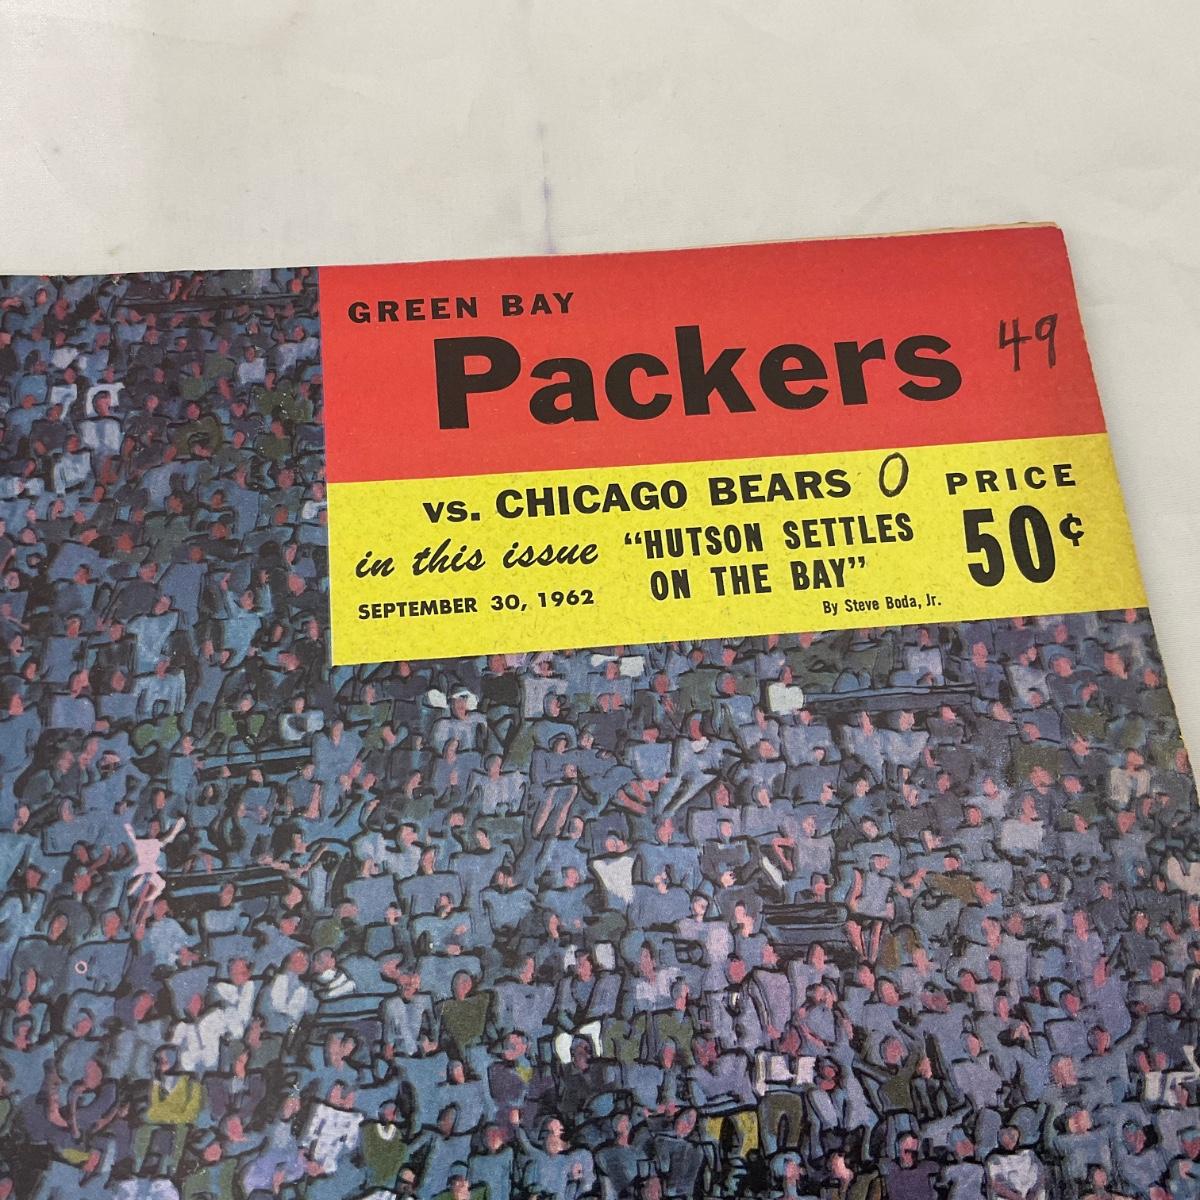 GREEN BAY
Packers 49
vs. CHICAGO BEARS 0
in this issue
SEPTEMBER 30, 1962
"HUTSON SETTLES
ON THE BAY"
By Steve Boda, Jr.
PRICE
50¢